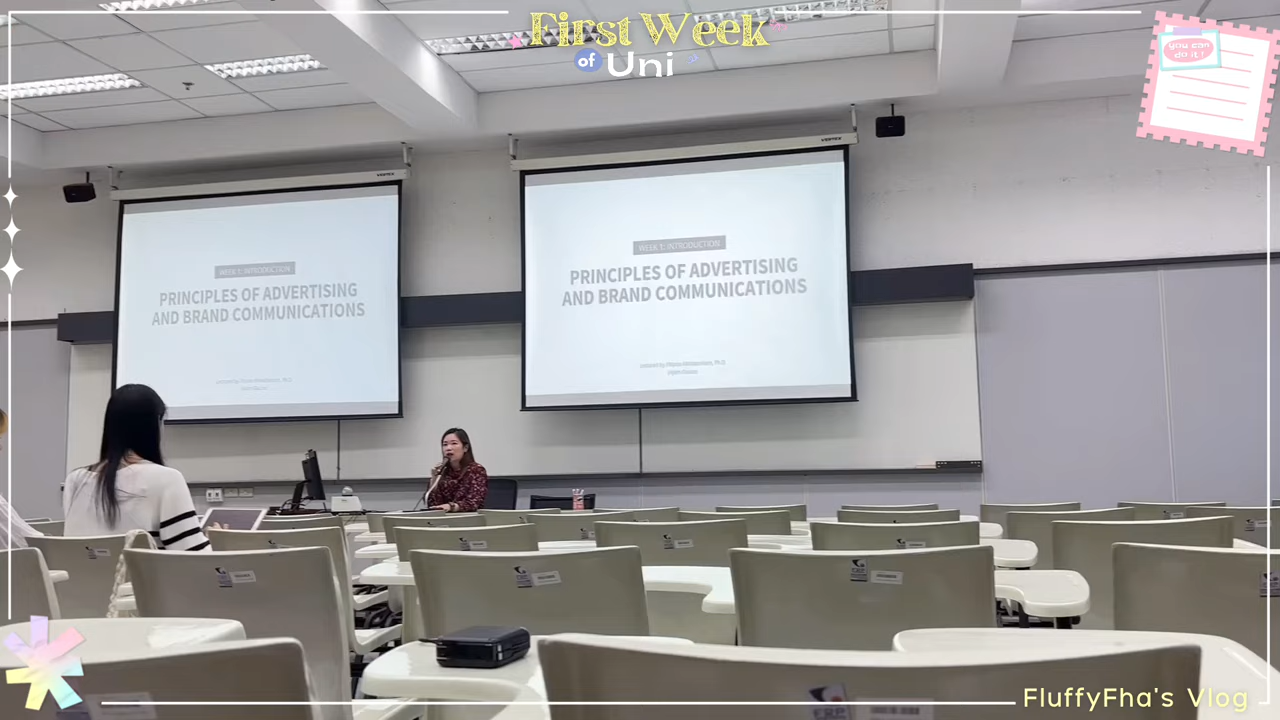 First Week
of Uni
you can
do it!
WEEK 1: INTRODUCTION
PRINCIPLES OF ADVERTISING
AND BRAND COMMUNICATIONS
WEEK 1: INTRODUCTION
PRINCIPLES OF ADVERTISING
AND BRAND COMMUNICATIONS
FluffyFha's Vlog